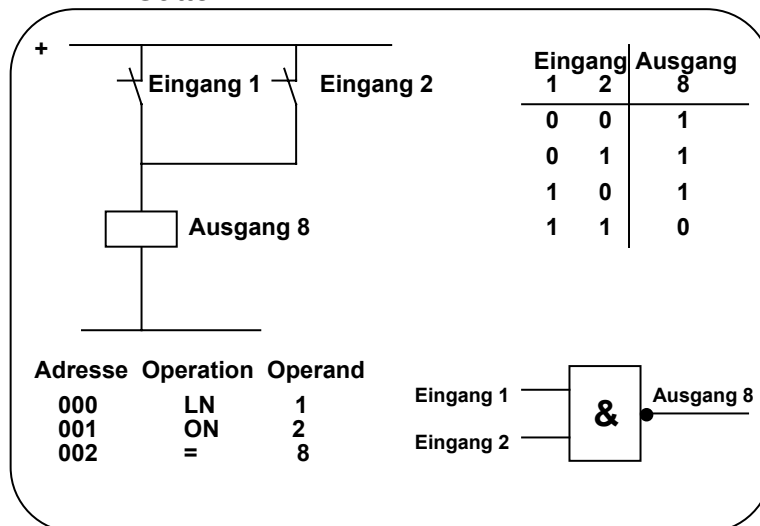 +
Eingang 1
Eingang 2
Ausgang 8
Eingang Ausgang
1 2 8
0 0 1
0 1 1
1 0 1
1 1 0
Adresse Operation Operand
000 LN 1
001 ON 2
002 = 8
Eingang 1
Eingang 2
&
Ausgang 8